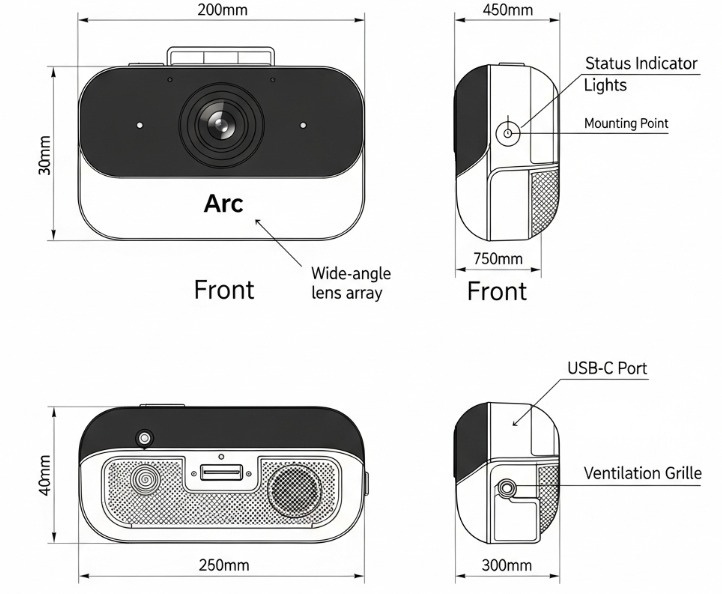 200mm
450mm
Status Indicator
Lights
Mounting Point
30mm
Arc
750mm
Wide-angle
lens array
Front
Front
USB-C Port
40mm
Ventilation Grille
250mm
300mm